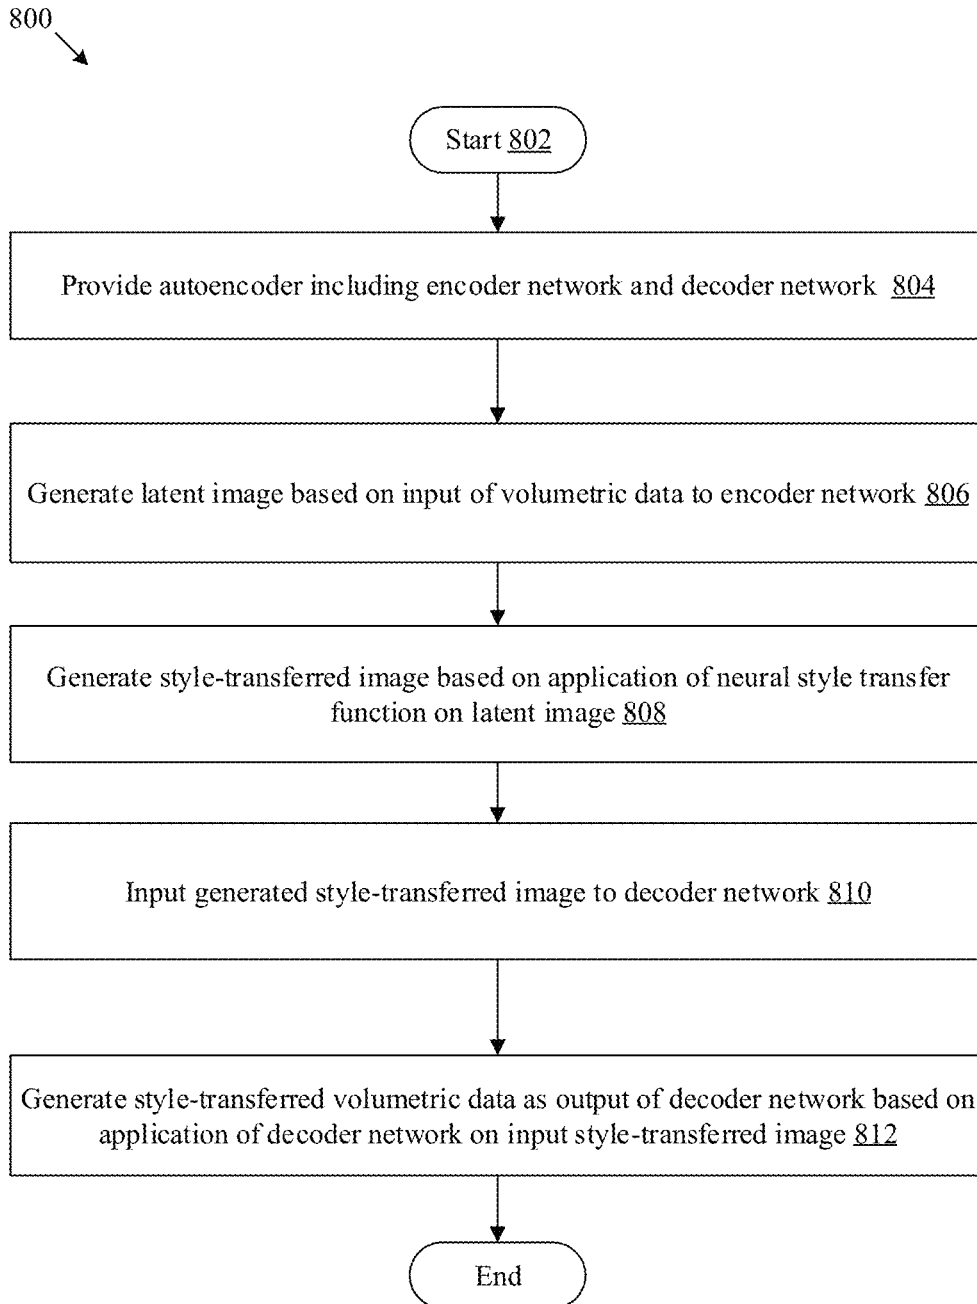 800
Start 802
Provide autoencoder including encoder network and decoder network 804
Generate latent image based on input of volumetric data to encoder network 806
Generate style-transferred image based on application of neural style transfer
function on latent image 808
Input generated style-transferred image to decoder network 810
Generate style-transferred volumetric data as output of decoder network based on
application of decoder network on input style-transferred image 812
End